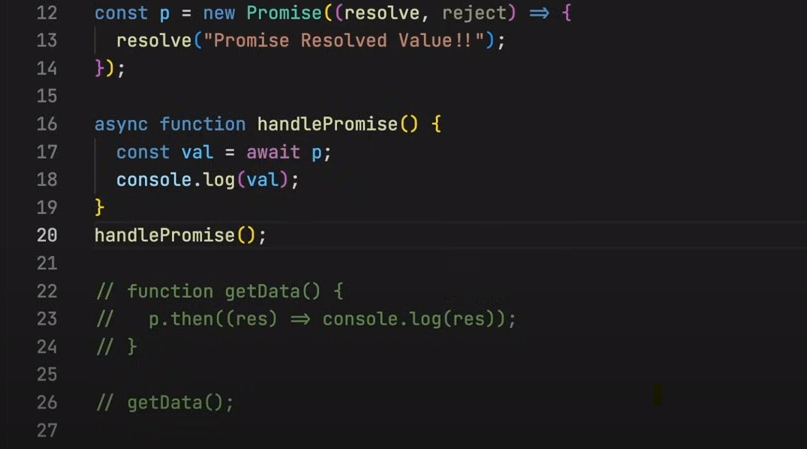 12 const p = new Promise((resolve, reject) => {
13   resolve("Promise Resolved Value!!");
14 });
15
16 async function handlePromise() {
17   const val = await p;
18   console.log(val);
19 }
20 handlePromise();
21
22 // function getData() {
23 //   p.then((res) => console.log(res));
24 // }
25
26 // getData();
27